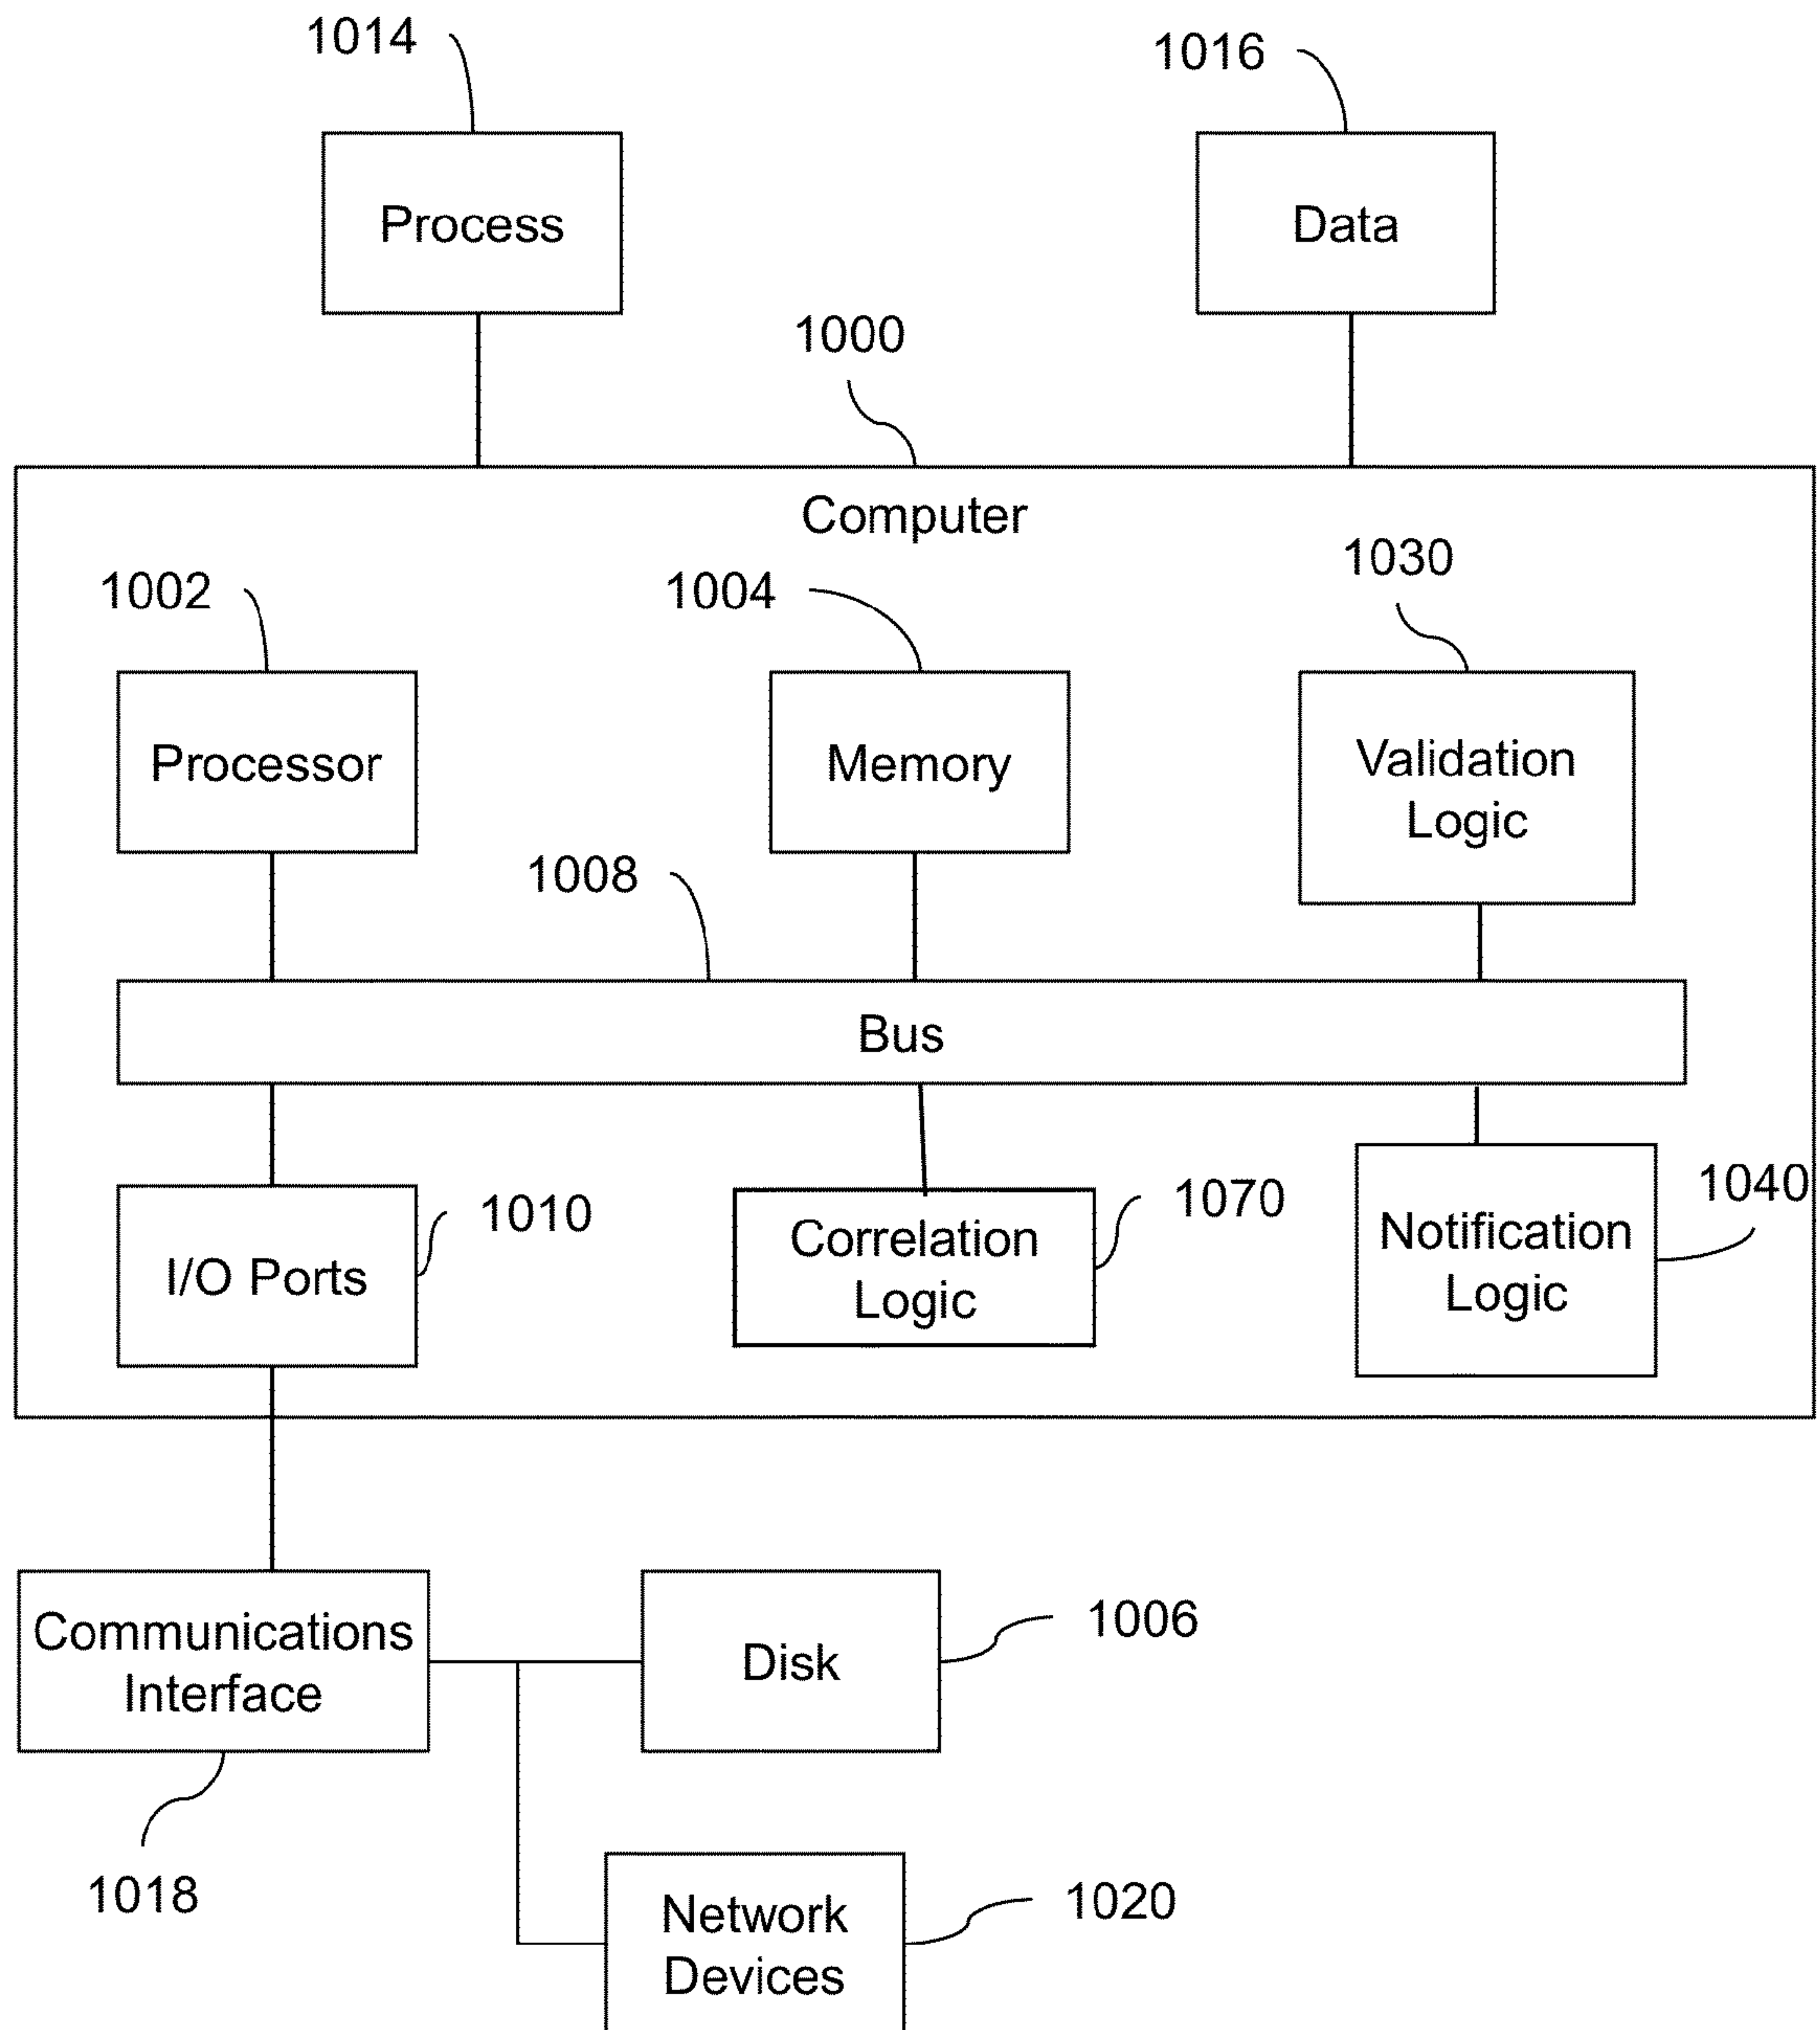 1014
1016
Process
Data
1000
Computer
1002
1004
1030
Processor
Memory
Validation
Logic
1008
Bus
1010
1070
1040
I/O Ports
Correlation
Logic
Notification
Logic
Communications
Interface
Disk
1006
1018
Network
Devices
1020